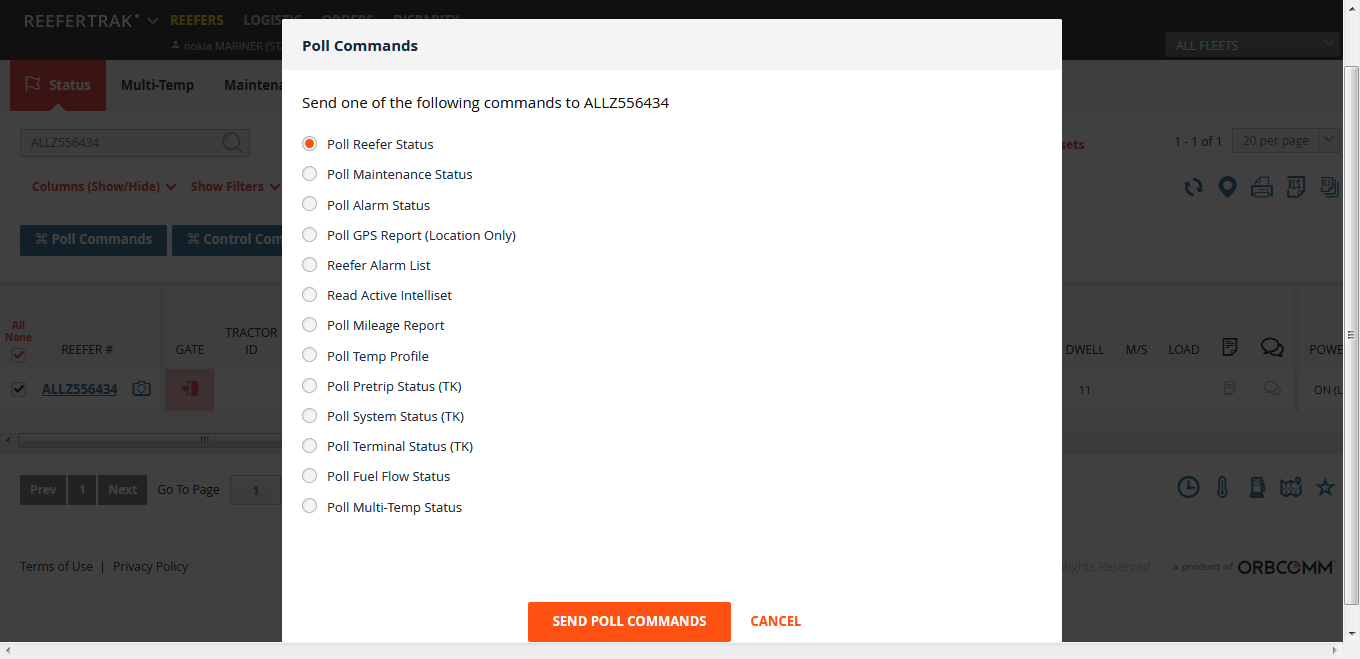 REEFERTRAK
REEFERS
ORDERS
DISPARITY
nokia MARINER
ALL FLEETS
Poll Commands
Status
Multi-Temp
Send one of the following commands to ALLZ556434
ALLZ556434
1 - 1 of 1
20 per page
Columns (Show/Hide)
Show Filters
Poll Commands
Control
Poll Reefer Status
Poll Maintenance Status
Poll Alarm Status
Poll GPS Report (Location Only)
Reefer Alarm List
Read Active Intelliset
Poll Mileage Report
Poll Temp Profile
Poll Pretrip Status (TK)
Poll System Status (TK)
Poll Terminal Status (TK)
Poll Fuel Flow Status
Poll Multi-Temp Status
XLS
XLS
All
None
REEFER #
GATE
TRACTOR
ID
DWELL
M/S
LOAD
ALLZ556434
11
ON
Prev
1
Next
Go To Page
1
Terms of Use | Privacy Policy
Rights Reserved
a product of ORBCOMM
SEND POLL COMMANDS
CANCEL